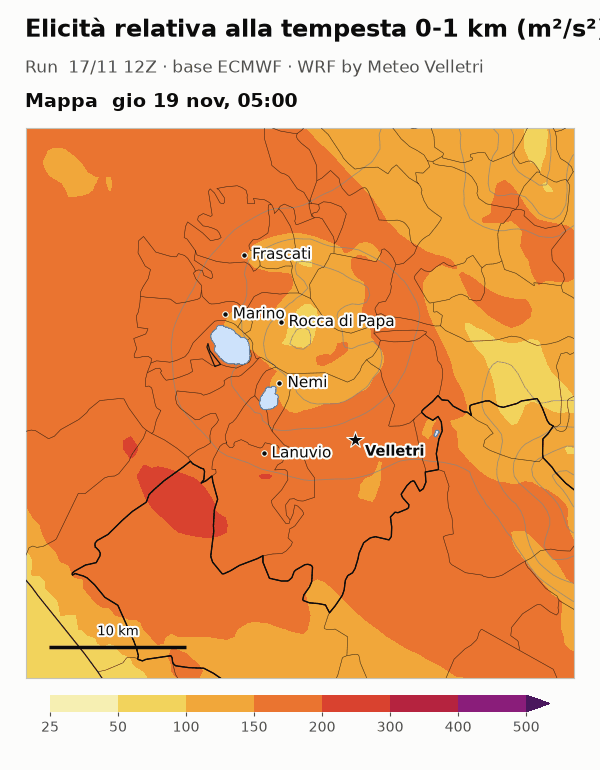 Elicità relativa alla tempesta 0-1 km (m²/s²)
Run 17/11 12Z · base ECMWF · WRF by Meteo Velletri
Mappa gio 19 nov, 05:00
Frascati
Marino
Rocca di Papa
Nemi
Velletri
Lanuvio
10 km
25 50 100 150 200 300 400 500